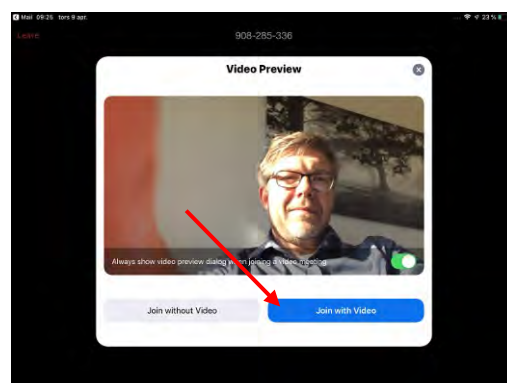 Mail 09:25 tors 9 apr. 23 %
Leave 908-285-336
Video Preview
Always show video preview dialog when joining a video meeting
Join without Video Join with Video